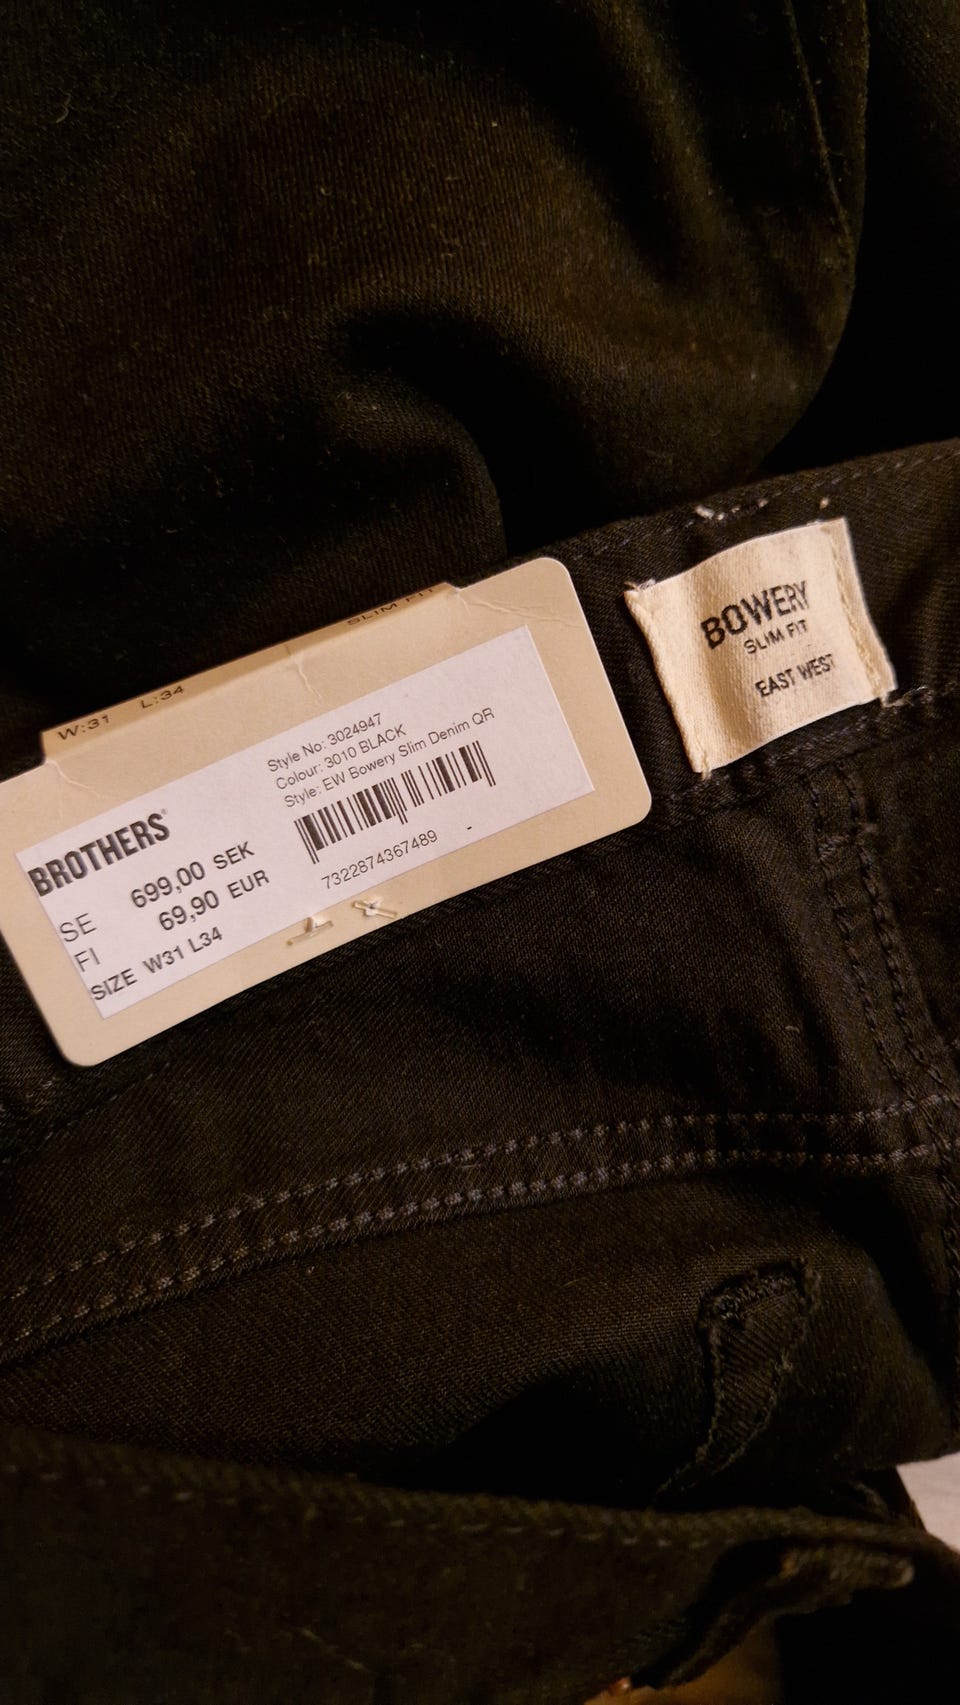 W:31 L:34 SLIM FIT
Style No: 3024947
Colour: 3010 BLACK
Style: EW Bowery Slim Denim QR
7322874367489 -
BROTHERS
SE 699,00 SEK
FI 69,90 EUR
SIZE W31 L34
BOWERY
SLIM FIT
EAST WEST